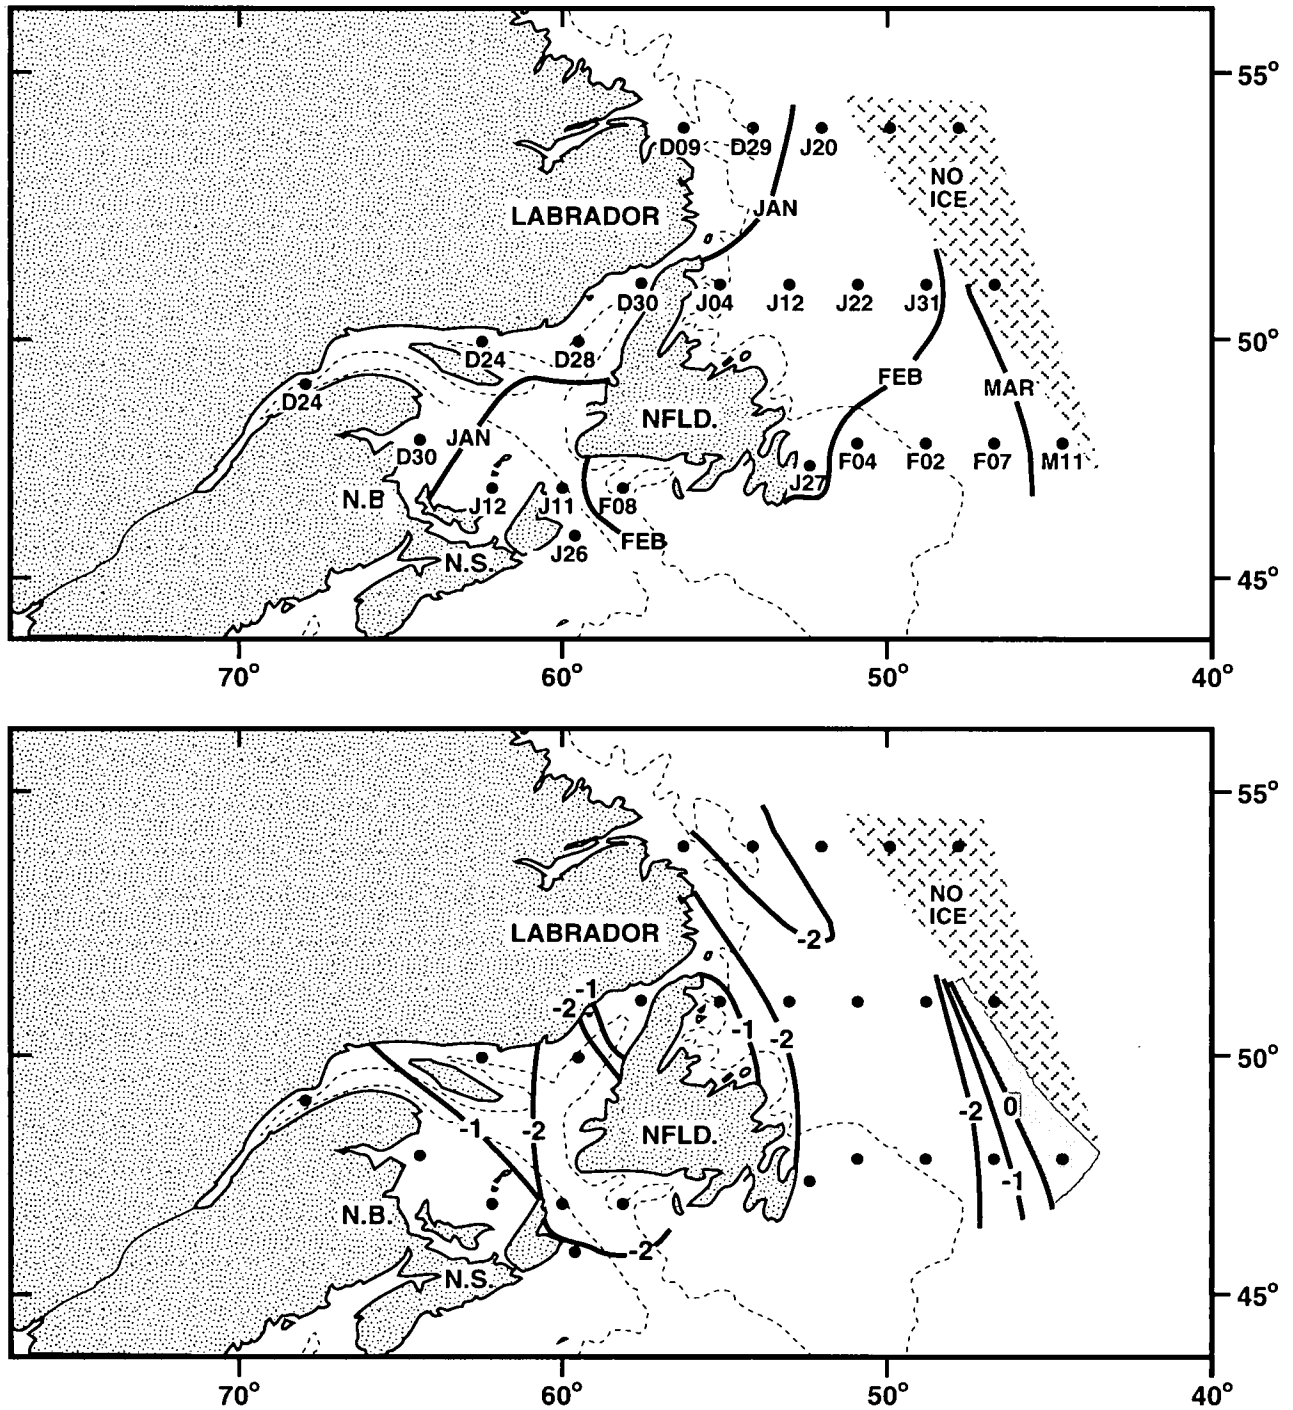 55°
D09 D29 J20
NO
ICE
JAN
LABRADOR
D30 J04 J12 J22 J31
50°
D24 D28
FEB
MAR
D24
NFLD.
JAN
D30
F04 F02 F07 M11
J27
N.B
J12 J11 F08
FEB
J26
N.S.
45°
70° 60° 50° 40°
55°
NO
ICE
LABRADOR
-2
-1
-2
-1
-2
50°
-2
0
-1
-2
NFLD.
-1
N.B.
-2
N.S.
45°
70° 60° 50° 40°